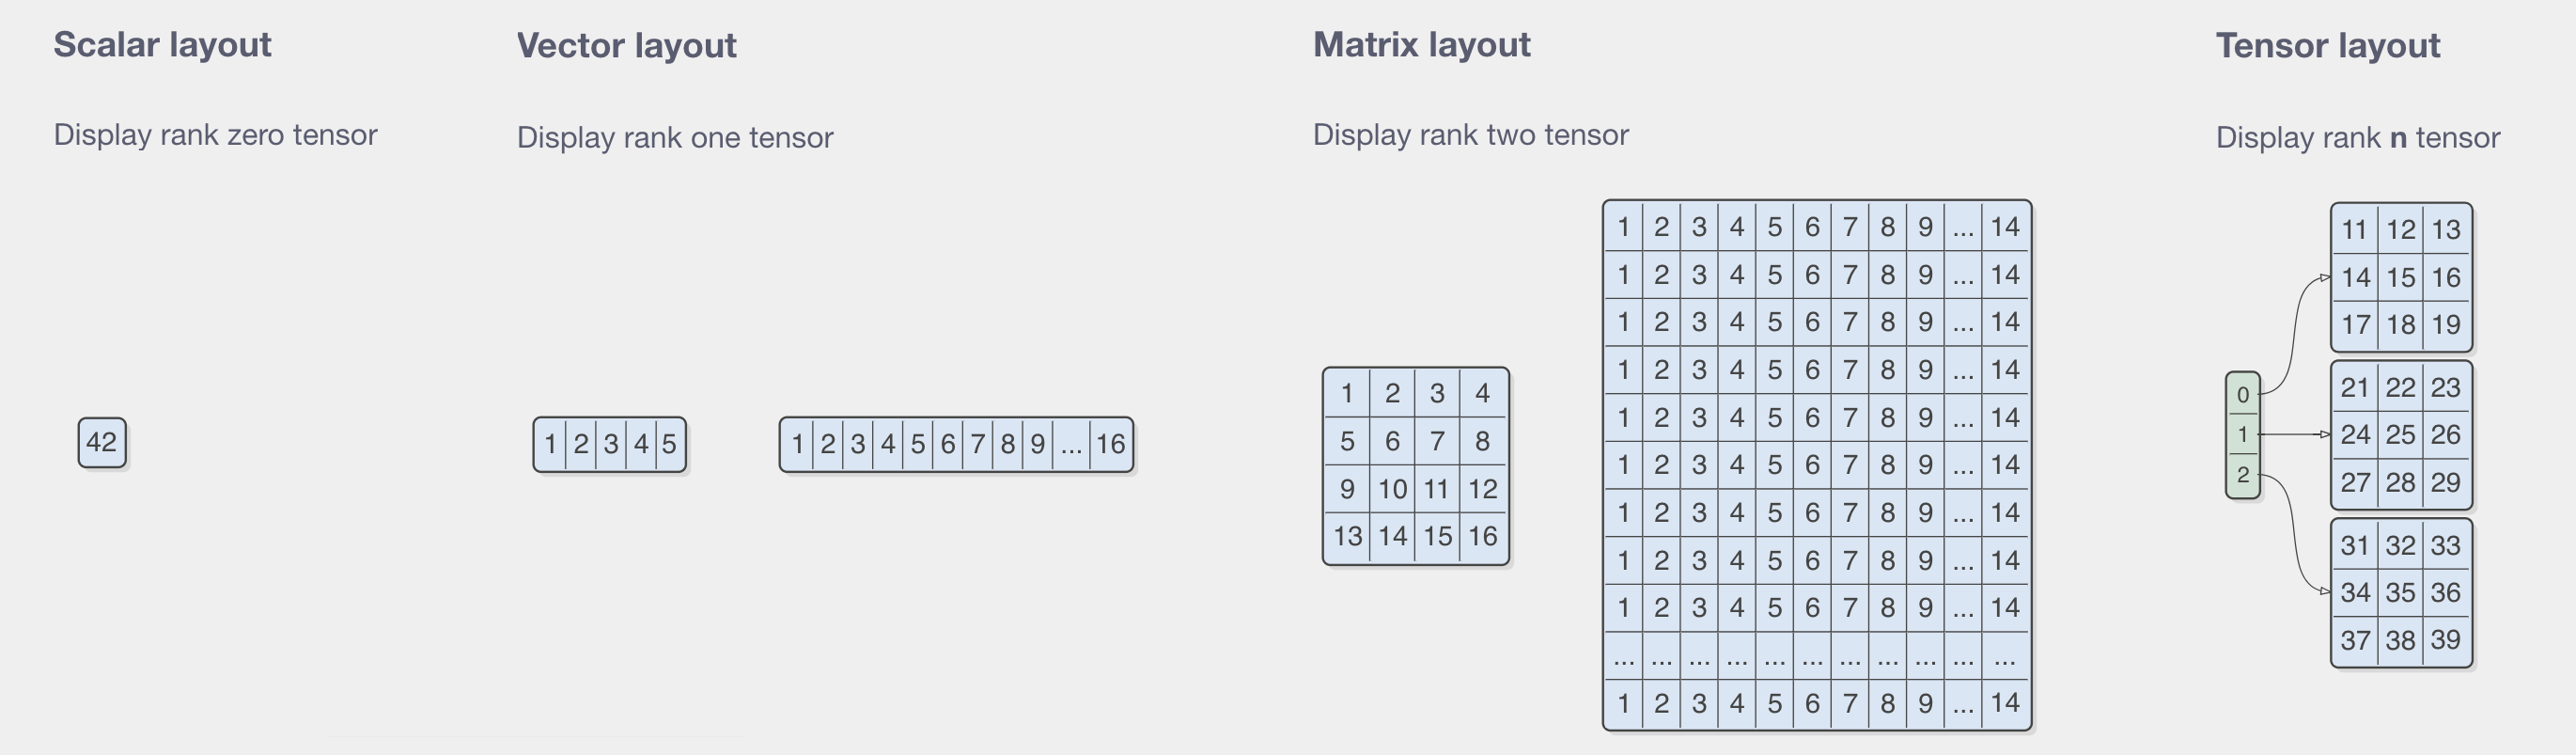 Scalar layout
Display rank zero tensor
42
Vector layout
Display rank one tensor
1 2 3 4 5
1 2 3 4 5 6 7 8 9 ... 16
Matrix layout
Display rank two tensor
1 2 3 4
5 6 7 8
9 10 11 12
13 14 15 16
1 2 3 4 5 6 7 8 9 ... 14
1 2 3 4 5 6 7 8 9 ... 14
1 2 3 4 5 6 7 8 9 ... 14
1 2 3 4 5 6 7 8 9 ... 14
1 2 3 4 5 6 7 8 9 ... 14
1 2 3 4 5 6 7 8 9 ... 14
1 2 3 4 5 6 7 8 9 ... 14
1 2 3 4 5 6 7 8 9 ... 14
1 2 3 4 5 6 7 8 9 ... 14
... ... ... ... ... ... ... ... ... ... ...
1 2 3 4 5 6 7 8 9 ... 14
Tensor layout
Display rank n tensor
0
1
2
11 12 13
14 15 16
17 18 19
21 22 23
24 25 26
27 28 29
31 32 33
34 35 36
37 38 39